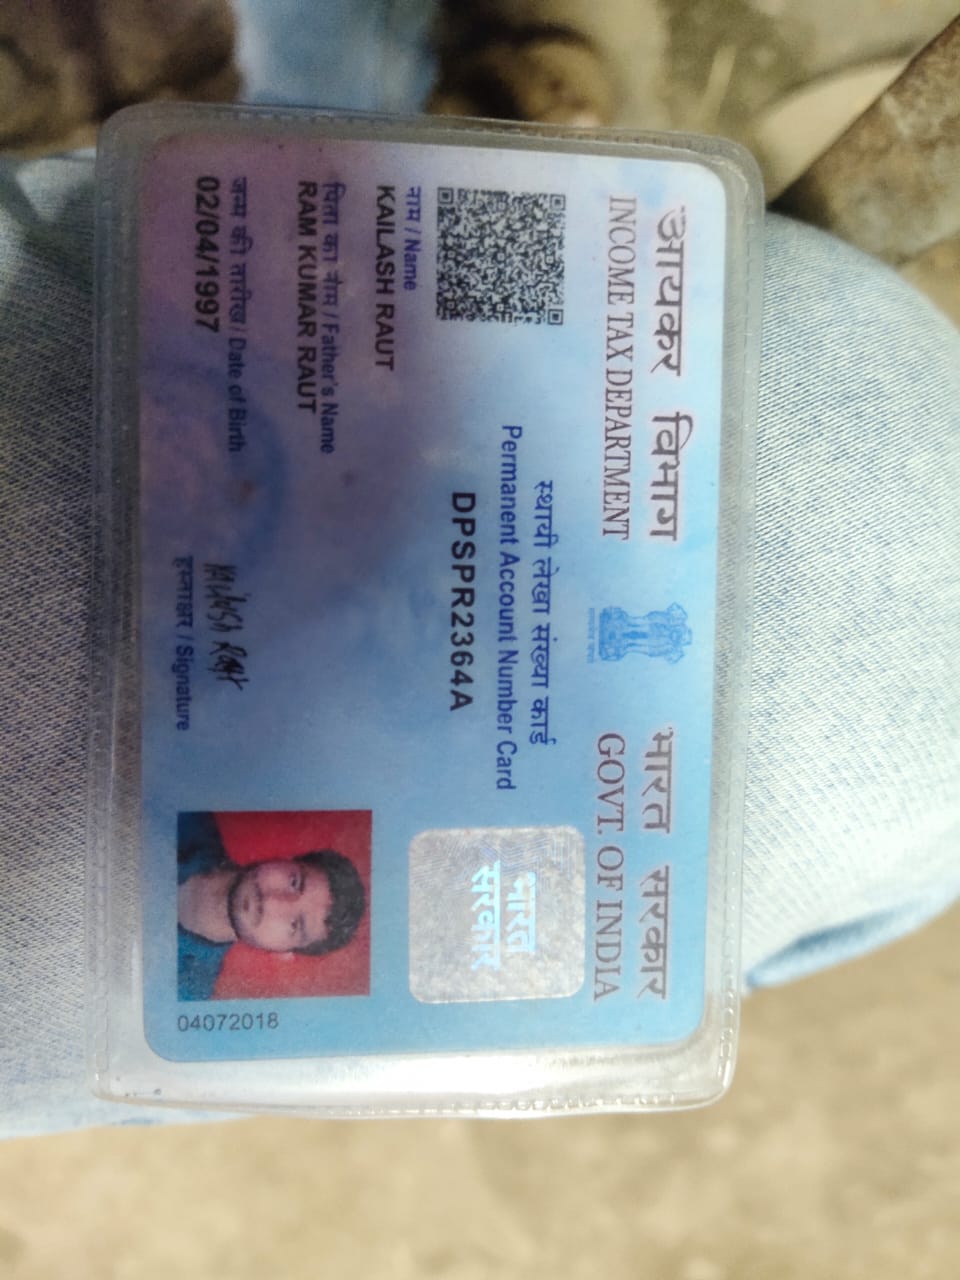 आयकर विभाग
INCOME TAX DEPARTMENT
भारत सरकार
GOVT. OF INDIA
स्थायी लेखा संख्या कार्ड
Permanent Account Number Card
DPSPR2364A
नाम / Name
KAILASH RAUT
पिता का नाम / Father's Name
RAM KUMAR RAUT
जन्म की तारीख / Date of Birth
02/04/1997
KAILASH RAUT
हस्ताक्षर / Signature
भारत
सरकार
04072018